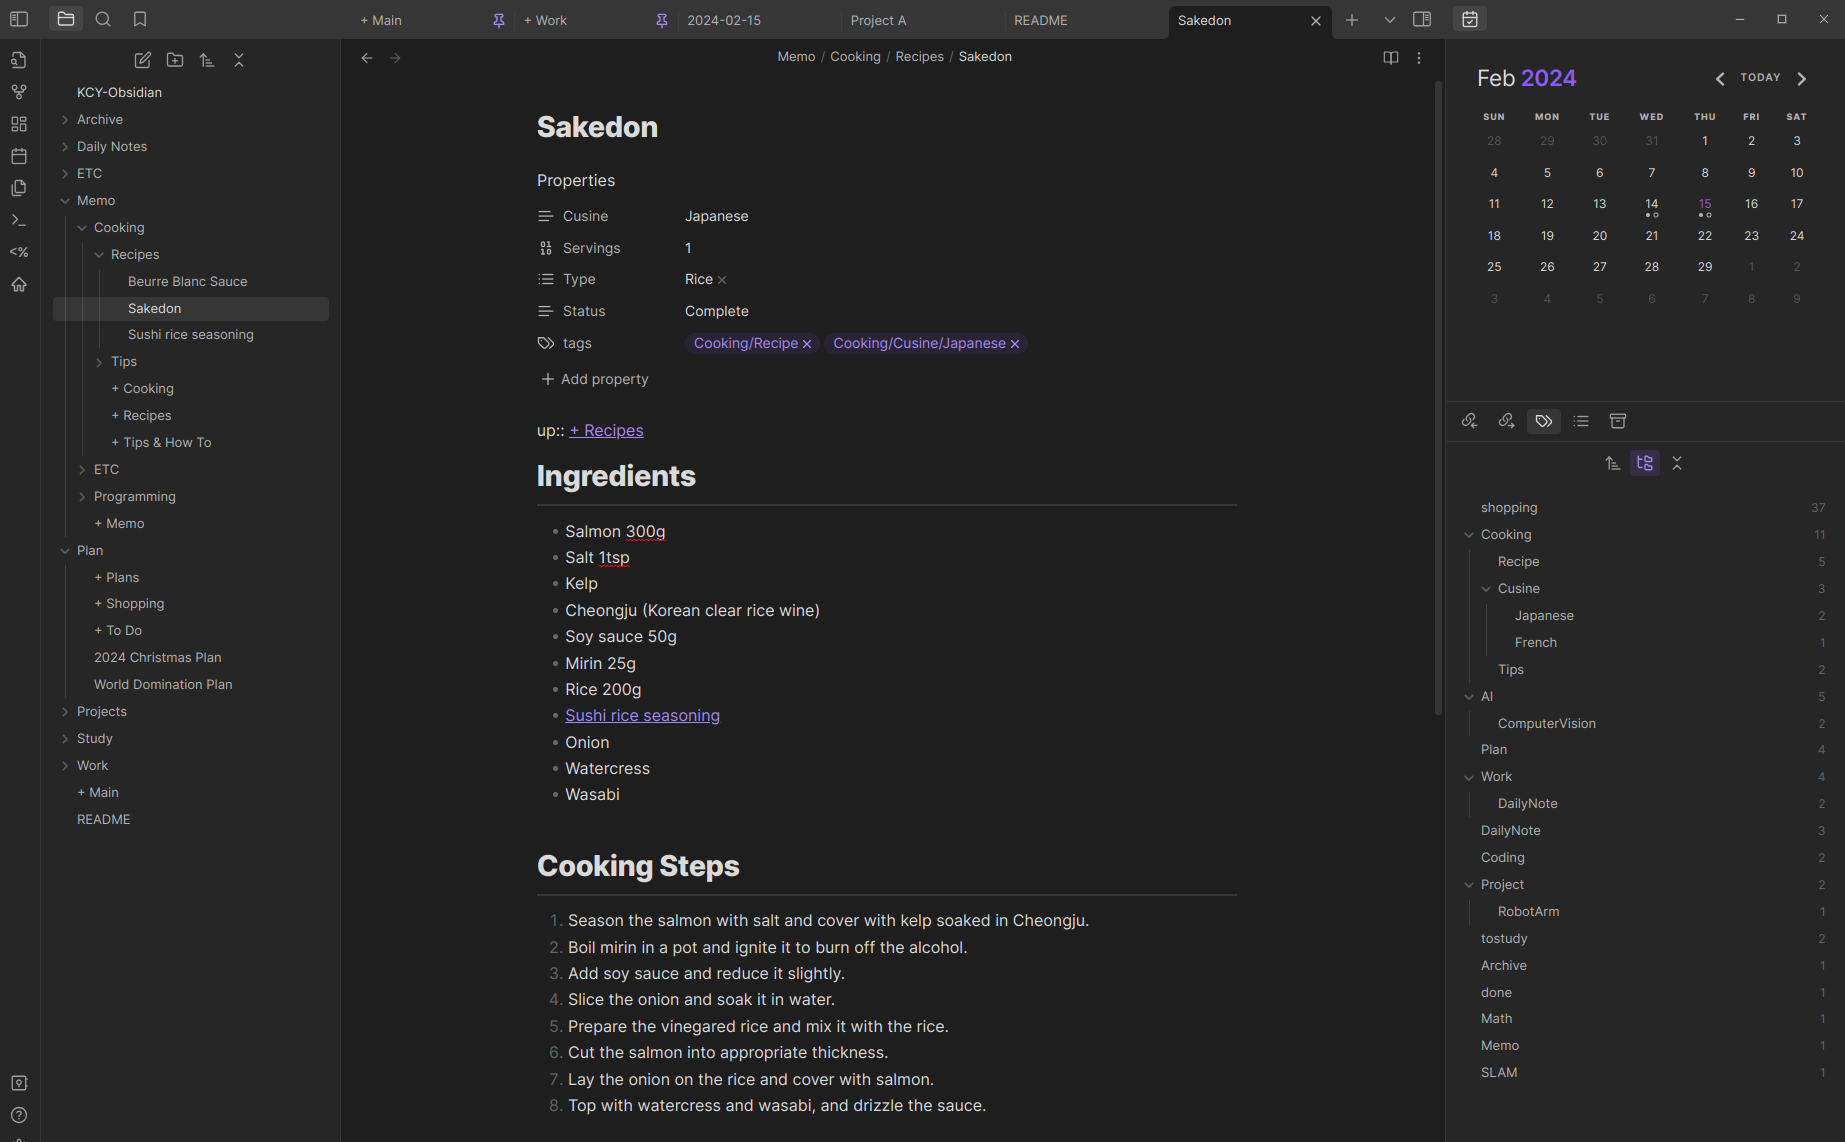 + Main
+ Work
2024-02-15
Project A
README
Sakedon
KCY-Obsidian
Archive
Daily Notes
ETC
Memo
Cooking
Recipes
Beurre Blanc Sauce
Sakedon
Sushi rice seasoning
Tips
+ Cooking
+ Recipes
+ Tips & How To
ETC
Programming
+ Memo
Plan
+ Plans
+ Shopping
+ To Do
2024 Christmas Plan
World Domination Plan
Projects
Study
Work
+ Main
README
Memo / Cooking / Recipes / Sakedon
Sakedon
Properties
Cusine Japanese
Servings 1
Type Rice
Status Complete
tags Cooking/Recipe Cooking/Cusine/Japanese
Add property
up:: + Recipes
Ingredients
• Salmon 300g
• Salt 1tsp
• Kelp
• Cheongju (Korean clear rice wine)
• Soy sauce 50g
• Mirin 25g
• Rice 200g
• Sushi rice seasoning
• Onion
• Watercress
• Wasabi
Cooking Steps
1. Season the salmon with salt and cover with kelp soaked in Cheongju.
2. Boil mirin in a pot and ignite it to burn off the alcohol.
3. Add soy sauce and reduce it slightly.
4. Slice the onion and soak it in water.
5. Prepare the vinegared rice and mix it with the rice.
6. Cut the salmon into appropriate thickness.
7. Lay the onion on the rice and cover with salmon.
8. Top with watercress and wasabi, and drizzle the sauce.
Feb 2024
TODAY
SUN MON TUE WED THU FRI SAT
28 29 30 31 1 2 3
4 5 6 7 8 9 10
11 12 13 14 15 16 17
18 19 20 21 22 23 24
25 26 27 28 29 1 2
3 4 5 6 7 8 9
shopping 37
Cooking 11
Recipe 5
Cusine 3
Japanese 2
French 1
Tips 2
AI 5
ComputerVision 2
Plan 4
Work 4
DailyNote 2
DailyNote 3
Coding 2
Project 2
RobotArm 1
tostudy 2
Archive 1
done 1
Math 1
Memo 1
SLAM 1